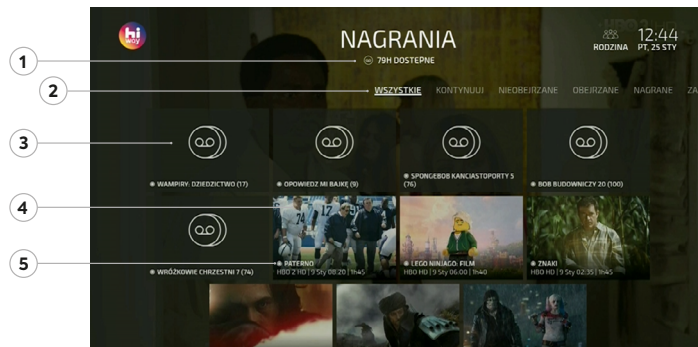 hi
way
NAGRANIA
12:44
RODZINA PT, 25 STY
1
79H DOSTĘPNE
2
WSZYSTKIE KONTYNUUJ NIEOBEJRZANE OBEJRZANE NAGRANE ZA
3
WAMPIRY: DZIEDZICTWO (17)
OPOWIEDZ MI BAJKĘ (9)
SPONGEBOB KANCIASTOPORTY 5
(76)
BOB BUDOWNICZY 20 (100)
4
5
WRÓŻKOWIE CHRZESTNI 7 (74)
PATERNO
HBO 2 HD | 9 Sty 08:20 | 1h45
LEGO NINJAGO: FILM
HBO HD | 9 Sty 06:00 | 1h40
ZNAKI
HBO HD | 9 Sty 02:35 | 1h45